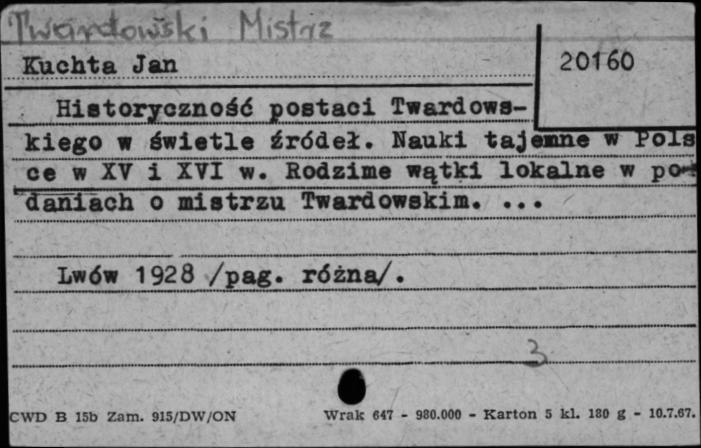 Twardowski Mistrz
Kuchta Jan
20160
Historyczność postaci Twardows-
kiego w świetle źródeł. Nauki tajemne w Pols
ce w XV i XVI w. Rodzime wątki lokalne w po-
daniach o mistrzu Twardowskim. ...
Lwów 1928 /pag. różna/.
3
CWD B 15b Zam. 915/DW/ON Wrak 647 - 980.000 - Karton 5 kl. 180 g - 10.7.67.